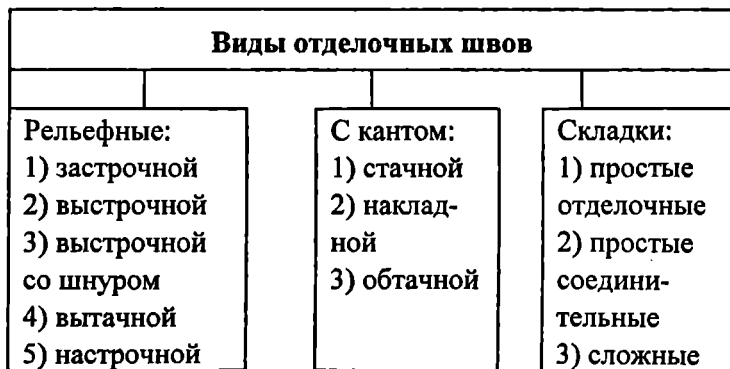 Виды отделочных швов
Рельефные:
1) застрочной
2) выстрочной
3) выстрочной
со шнуром
4) вытачной
5) настрочной
С кантом:
1) стачной
2) наклад-
ной
3) обтачной
Складки:
1) простые
отделочные
2) простые
соедини-
тельные
3) сложные